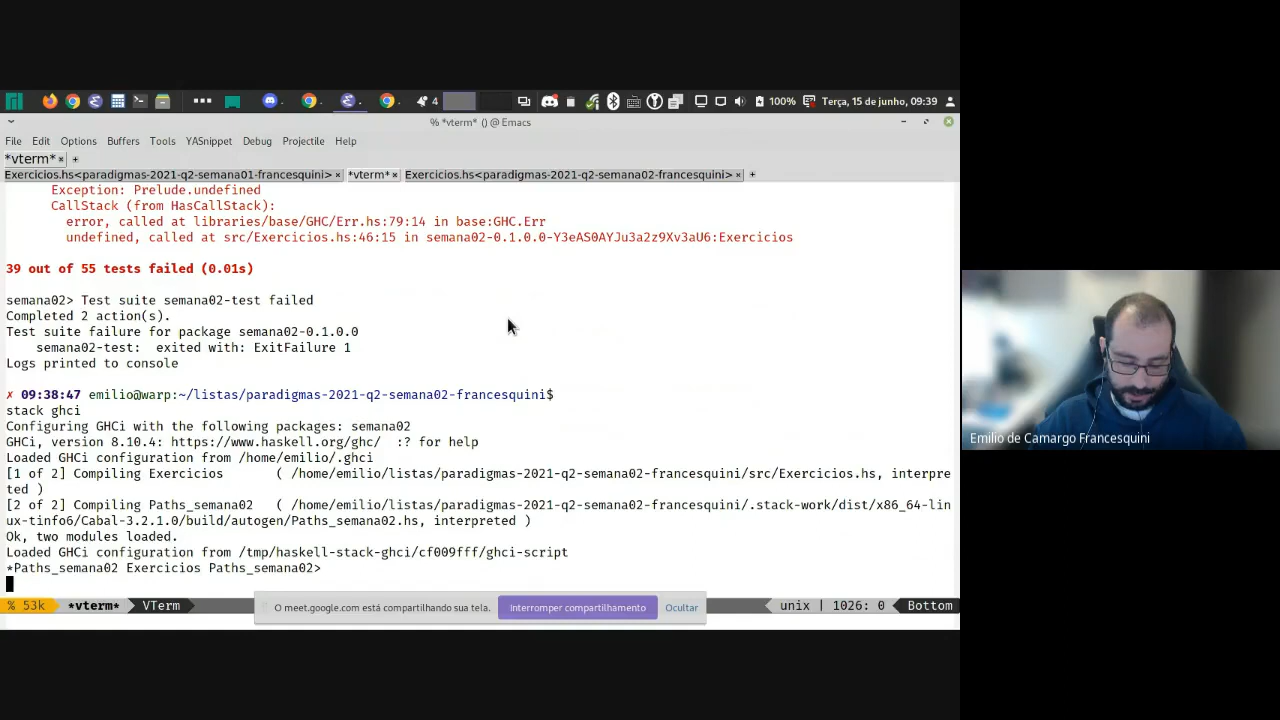 4
100%
Terça, 15 de junho, 09:39
% *vterm* () @ Emacs
File Edit Options Buffers Tools YASnippet Debug Projectile Help
*vterm* × +
Exercicios.hs<paradigmas-2021-q2-semana01-francesquini> × *vterm* × Exercicios.hs<paradigmas-2021-q2-semana02-francesquini> × +
Exception: Prelude.undefined
CallStack (from HasCallStack):
error, called at libraries/base/GHC/Err.hs:79:14 in base:GHC.Err
undefined, called at src/Exercicios.hs:46:15 in semana02-0.1.0.0-Y3eAS0AYJu3a2z9Xv3aU6:Exercicios
39 out of 55 tests failed (0.01s)
semana02> Test suite semana02-test failed
Completed 2 action(s).
Test suite failure for package semana02-0.1.0.0
semana02-test: exited with: ExitFailure 1
Logs printed to console
✗ 09:38:47 emilio@warp:~/listas/paradigmas-2021-q2-semana02-francesquini$
stack ghci
Configuring GHCi with the following packages: semana02
GHCi, version 8.10.4: https://www.haskell.org/ghc/ :? for help
Loaded GHCi configuration from /home/emilio/.ghci
[1 of 2] Compiling Exercicios ( /home/emilio/listas/paradigmas-2021-q2-semana02-francesquini/src/Exercicios.hs, interpre
ted )
[2 of 2] Compiling Paths_semana02 ( /home/emilio/listas/paradigmas-2021-q2-semana02-francesquini/.stack-work/dist/x86_64-lin
ux-tinfo6/Cabal-3.2.1.0/build/autogen/Paths_semana02.hs, interpreted )
Ok, two modules loaded.
Loaded GHCi configuration from /tmp/haskell-stack-ghci/cf009fff/ghci-script
*Paths_semana02 Exercicios Paths_semana02>
% 53k *vterm* VTerm unix | 1026: 0 Bottom
O meet.google.com está compartilhando sua tela. Interromper compartilhamento Ocultar
Emilio de Camargo Francesquini